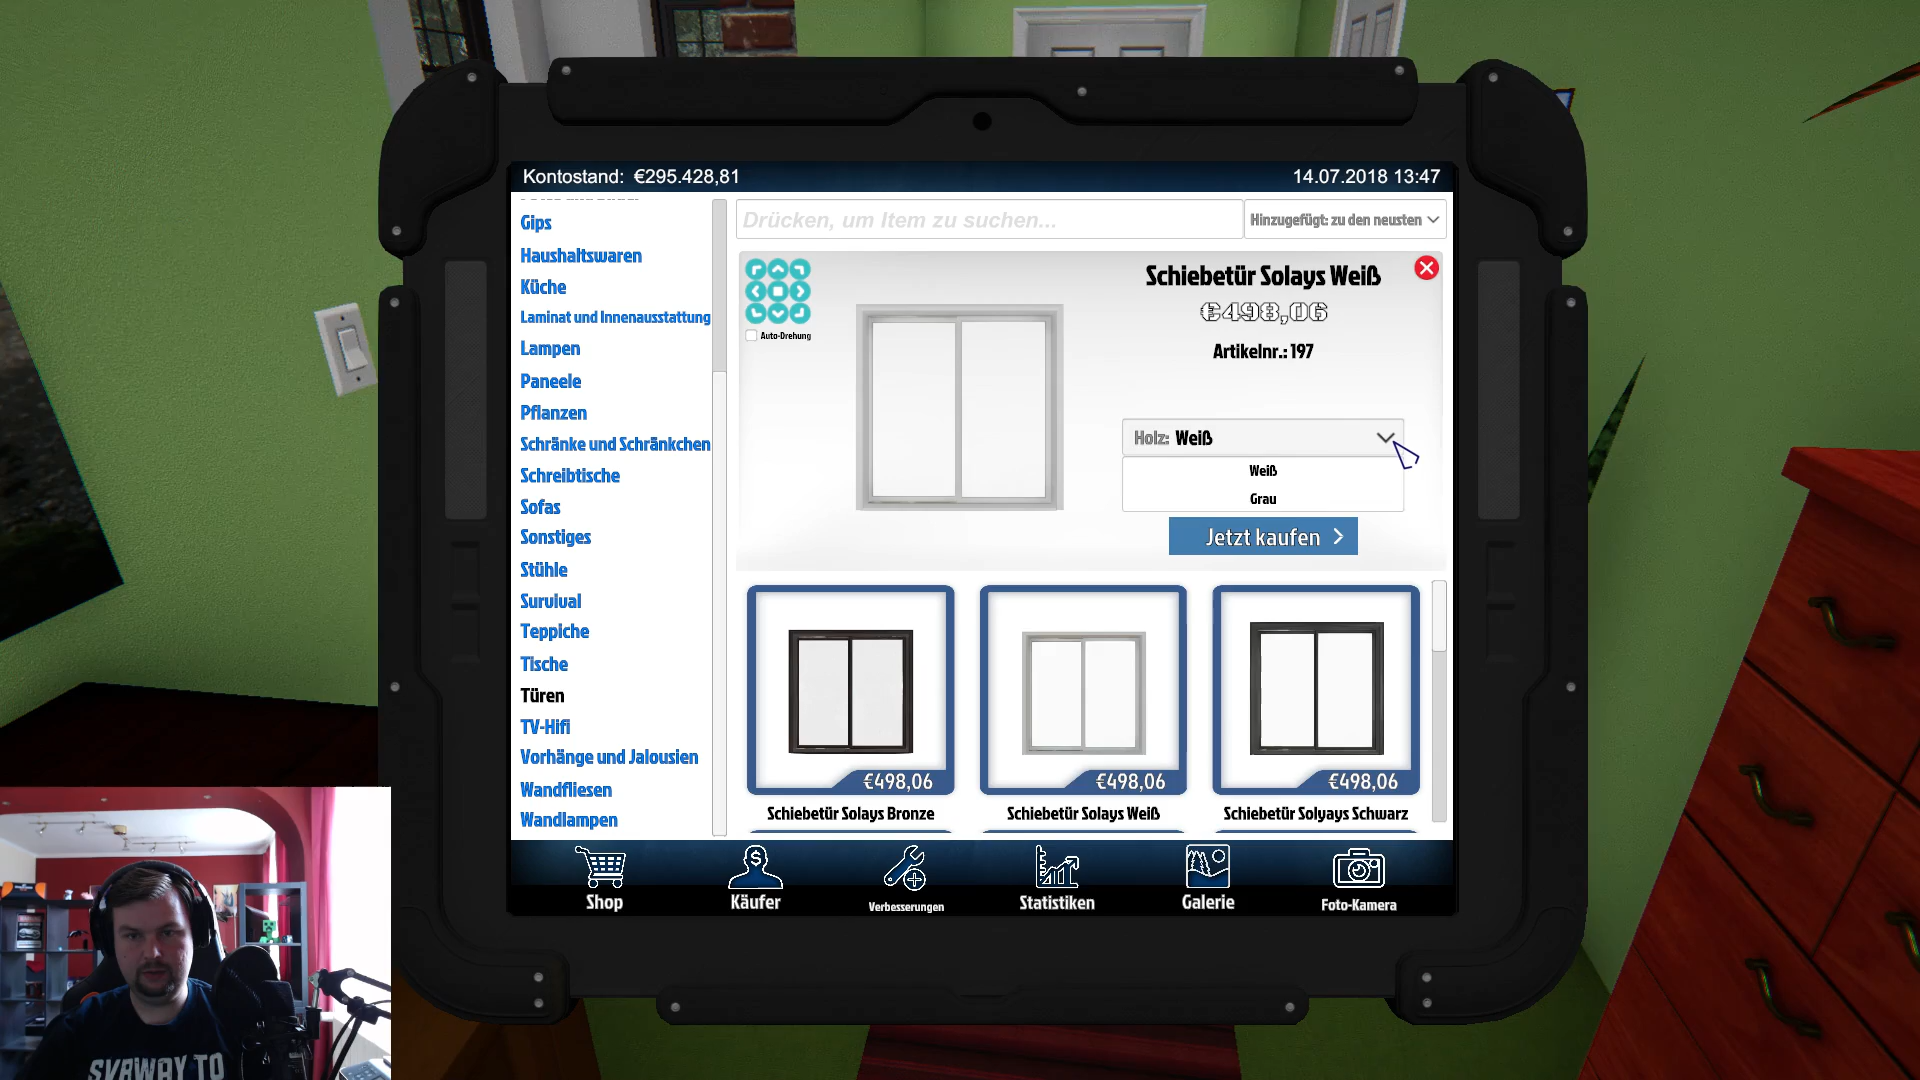 Kontostand: €295.428,81
14.07.2018 13:47
Gips
Haushaltswaren
Küche
Laminat und Innenausstattung
Lampen
Paneele
Pflanzen
Schränke und Schränkchen
Schreibtische
Sofas
Sonstiges
Stühle
Survival
Teppiche
Tische
Türen
TV-Hifi
Vorhänge und Jalousien
Wandfliesen
Wandlampen
Drücken, um Item zu suchen...
Hinzugefügt: zu den neusten
Auto-Drehung
Schiebetür Solays Weiß
€498,06
Artikelnr.: 197
Holz: Weiß
Weiß
Grau
Jetzt kaufen
€498,06
€498,06
€498,06
Schiebetür Solays Bronze
Schiebetür Solays Weiß
Schiebetür Solyays Schwarz
Shop
Käufer
Verbesserungen
Statistiken
Galerie
Foto-Kamera